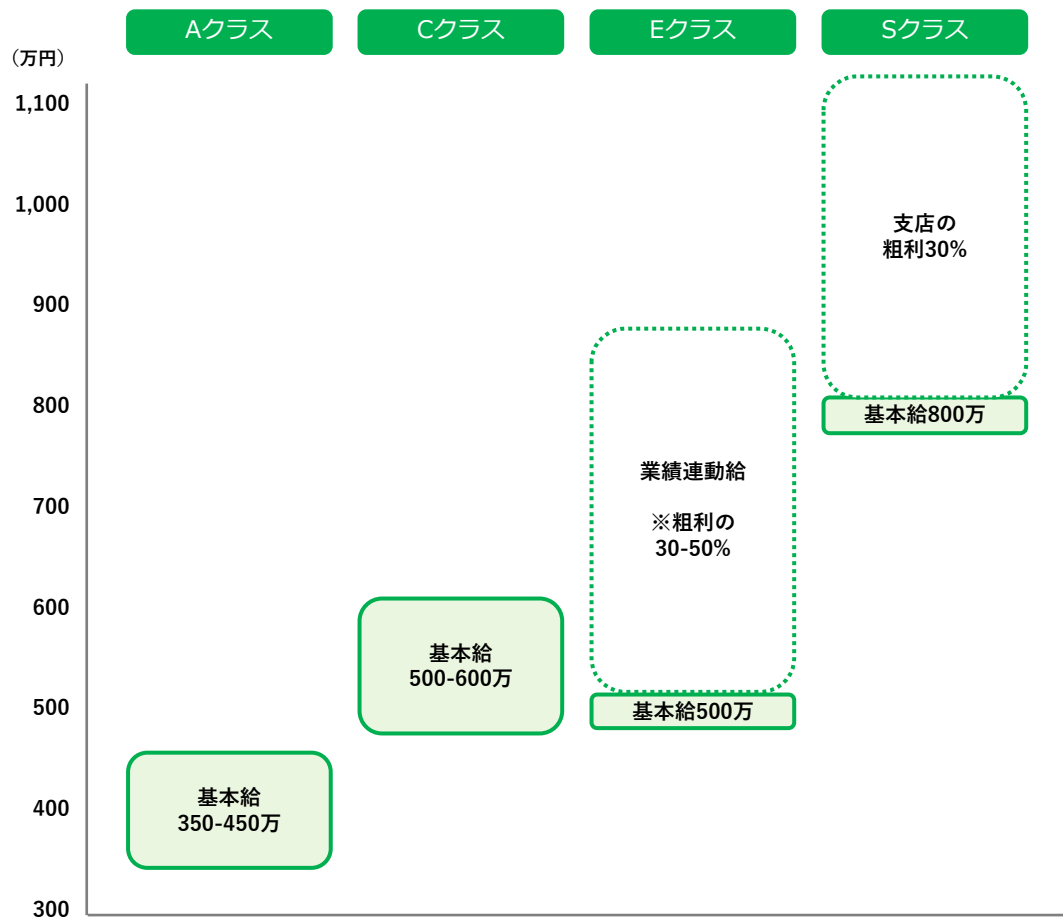 Aクラス
Cクラス
Eクラス
Sクラス
（万円）
1,100
1,000
900
800
700
600
500
400
300
支店の
粗利30%
基本給800万
業績連動給
※粗利の
30-50%
基本給500万
基本給
500-600万
基本給
350-450万